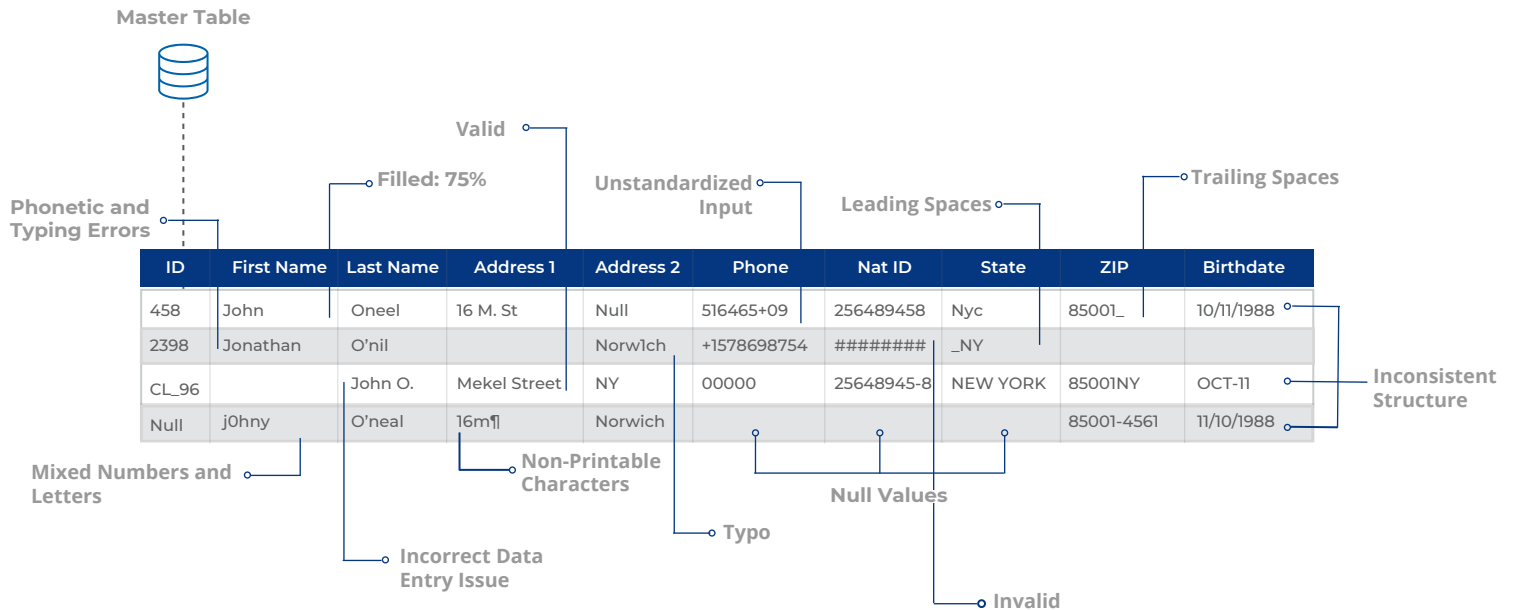 Master Table
Valid
Filled: 75%
Unstandardized
Input
Leading Spaces
Trailing Spaces
Phonetic and
Typing Errors
ID First Name Last Name Address 1 Address 2 Phone Nat ID State ZIP Birthdate
458 John Oneel 16 M. St Null 516465+09 256489458 Nyc 85001_ 10/11/1988
2398 Jonathan O’nil Norw1ch +1578698754 ######## _NY
CL_96 John O. Mekel Street NY 00000 25648945-8 NEW YORK 85001NY OCT-11
Null j0hny O’neal 16m¶ Norwich 85001-4561 11/10/1988
Inconsistent
Structure
Mixed Numbers and
Letters
Non-Printable
Characters
Null Values
Typo
Incorrect Data
Entry Issue
Invalid